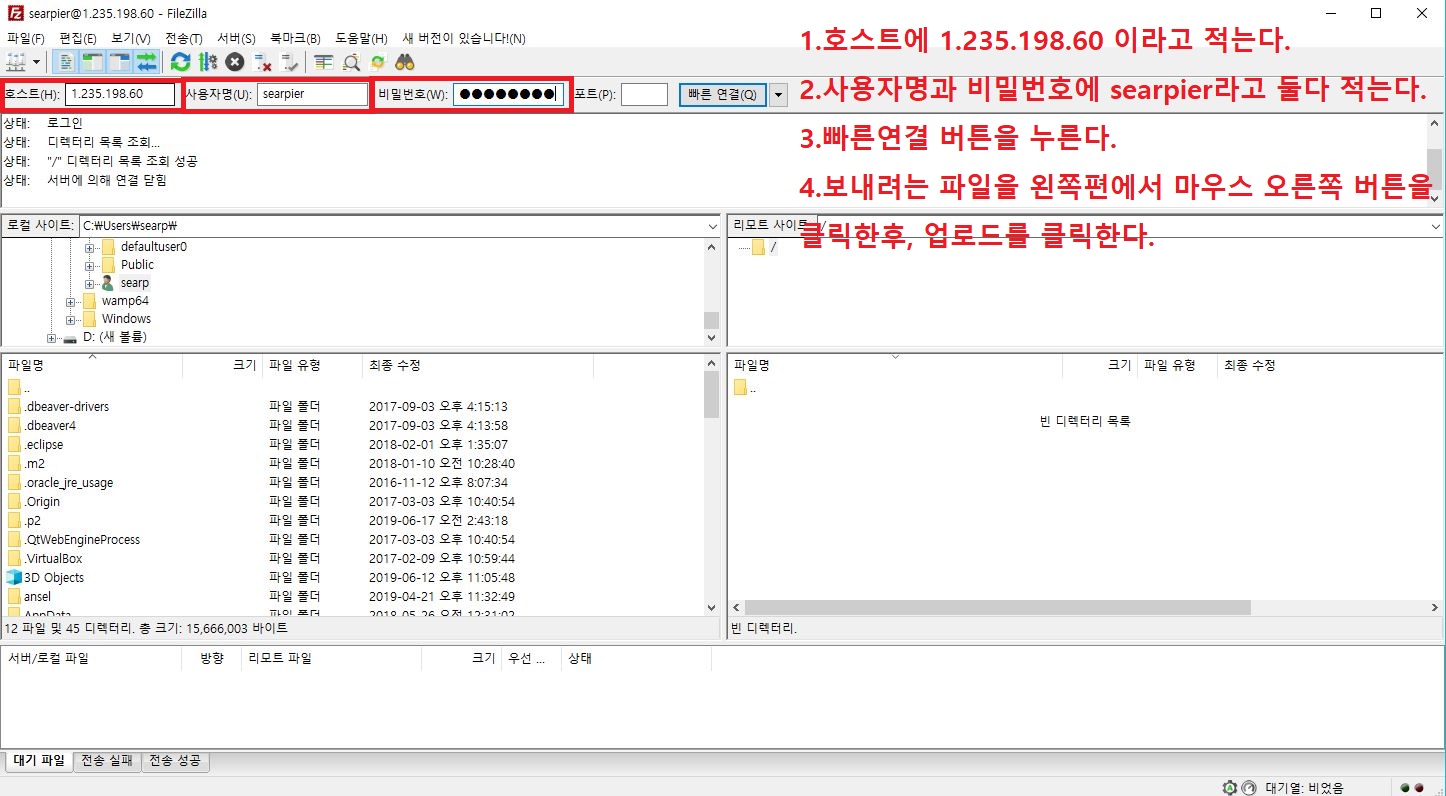 searpier@1.235.198.60 - FileZilla
파일(F) 편집(E) 보기(V) 전송(T) 서버(S) 북마크(B) 도움말(H) 새 버전이 있습니다!(N)
호스트(H): 1.235.198.60 사용자명(U): searpier 비밀번호(W): ●●●●●●●● 포트(P): 빠른 연결(Q)
1.호스트에 1.235.198.60 이라고 적는다.
2.사용자명과 비밀번호에 searpier라고 둘다 적는다.
3.빠른연결 버튼을 누른다.
4.보내려는 파일을 왼쪽편에서 마우스 오른쪽 버튼을
클릭한후, 업로드를 클릭한다.
상태: 로그인
상태: 디렉터리 목록 조회...
상태: "/" 디렉터리 목록 조회 성공
상태: 서버에 의해 연결 닫힘
로컬 사이트: C:₩Users₩searp₩
defaultuser0
Public
searp
wamp64
Windows
D: (새 볼륨)
리모트 사이트: /
/
파일명 크기 파일 유형 최종 수정
..
.dbeaver-drivers 파일 폴더 2017-09-03 오후 4:15:13
.dbeaver4 파일 폴더 2017-09-03 오후 4:13:58
.eclipse 파일 폴더 2018-02-01 오후 1:35:07
.m2 파일 폴더 2018-01-10 오전 10:28:40
.oracle_jre_usage 파일 폴더 2016-11-12 오후 8:07:34
.Origin 파일 폴더 2017-03-03 오후 10:40:54
.p2 파일 폴더 2019-06-17 오전 2:43:18
.QtWebEngineProcess 파일 폴더 2017-03-03 오후 10:40:54
.VirtualBox 파일 폴더 2017-02-09 오후 10:59:44
3D Objects 파일 폴더 2019-06-12 오후 11:05:48
ansel 파일 폴더 2019-04-21 오후 11:32:49
AppData 파일 폴더 2018-05-26 오전 12:31:02
12 파일 및 45 디렉터리. 총 크기: 15,666,003 바이트
파일명 크기 파일 유형 최종 수정
..
빈 디렉터리 목록
빈 디렉터리.
서버/로컬 파일 방향 리모트 파일 크기 우선 ... 상태
대기 파일 전송 실패 전송 성공
대기열: 비었음